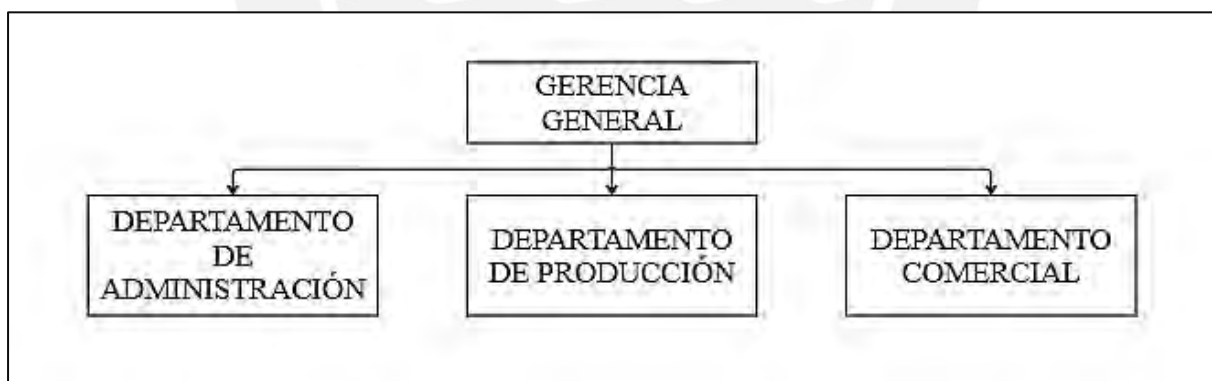 GERENCIA
GENERAL
DEPARTAMENTO
DE
ADMINISTRACIÓN
DEPARTAMENTO
DE PRODUCCIÓN
DEPARTAMENTO
COMERCIAL